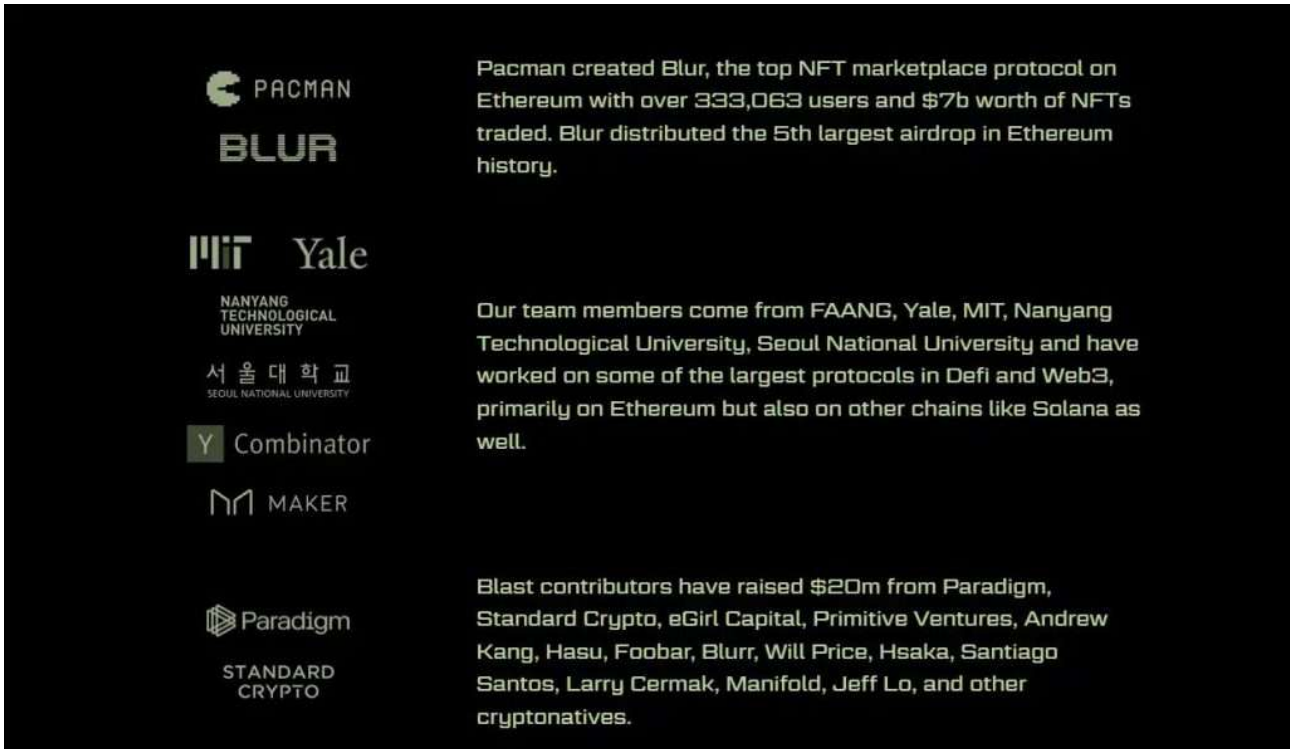 PACMAN
BLUR
Pacman created Blur, the top NFT marketplace protocol on
Ethereum with over 333,063 users and $7b worth of NFTs
traded. Blur distributed the 5th largest airdrop in Ethereum
history.
MiT Yale
NANYANG
TECHNOLOGICAL
UNIVERSITY
서울대학교
SEOUL NATIONAL UNIVERSITY
Y Combinator
MAKER
Our team members come from FAANG, Yale, MIT, Nanyang
Technological University, Seoul National University and have
worked on some of the largest protocols in Defi and Web3,
primarily on Ethereum but also on other chains like Solana as
well.
Paradigm
STANDARD
CRYPTO
Blast contributors have raised $20m from Paradigm,
Standard Crypto, eGirl Capital, Primitive Ventures, Andrew
Kang, Hasu, Foobar, Blurr, Will Price, Hsaka, Santiago
Santos, Larry Cermak, Manifold, Jeff Lo, and other
cryptonatives.